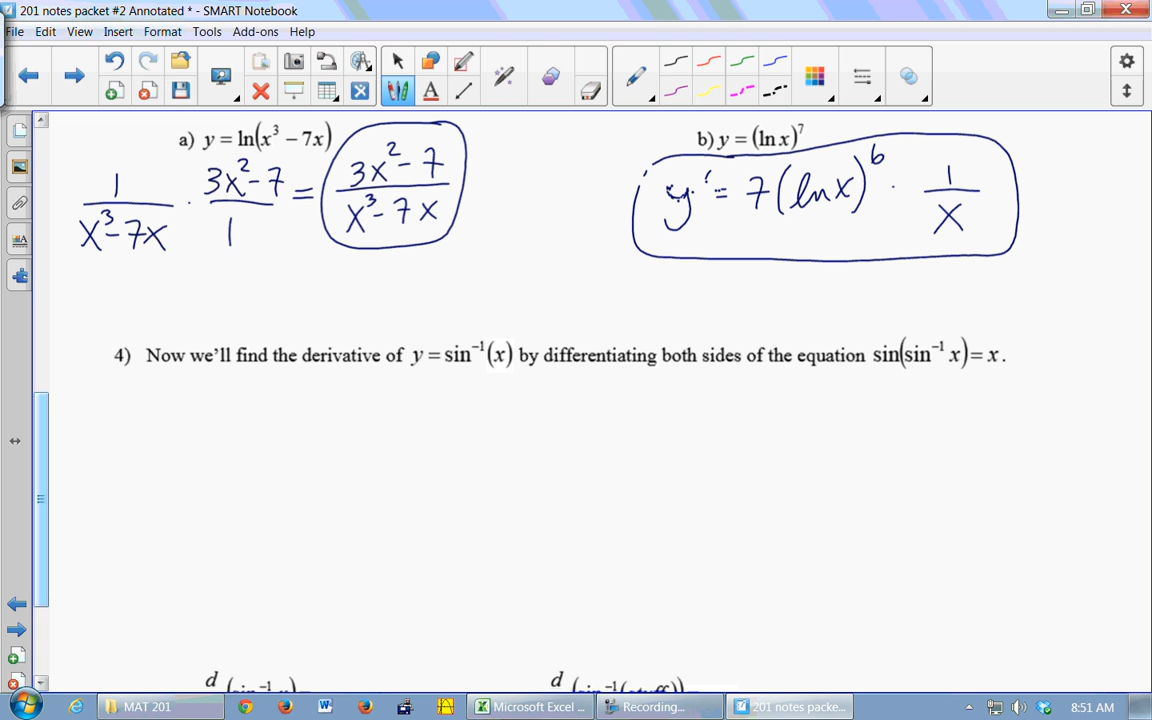 201 notes packet #2 Annotated * - SMART Notebook
File Edit View Insert Format Tools Add-ons Help
a) y = ln(x³ − 7x)
b) y = (ln x)⁷
1/(x³ − 7x) · (3x² − 7)/1 = (3x² − 7)/(x³ − 7x)
y' = 7(ln x)⁶ · 1/x
4) Now we'll find the derivative of y = sin⁻¹(x) by differentiating both sides of the equation sin(sin⁻¹ x) = x.
d
d
MAT 201
Microsoft Excel ...
Recording...
201 notes packe...
8:51 AM